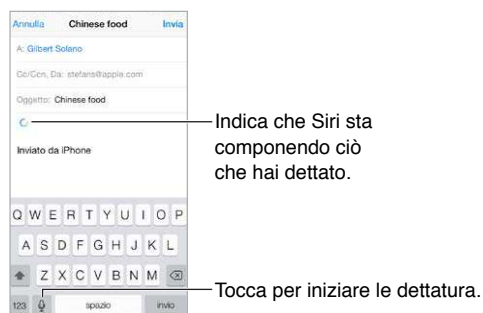 Annulla Chinese food Invia
A: Gilbert Solano
Cc/Ccn, Da: stefans@apple.com
Oggetto: Chinese food
Indica che Siri sta
componendo ciò
che hai dettato.
Inviato da iPhone
Q W E R T Y U I O P
A S D F G H J K L
Z X C V B N M
Tocca per iniziare le dettatura.
123 spazio invio